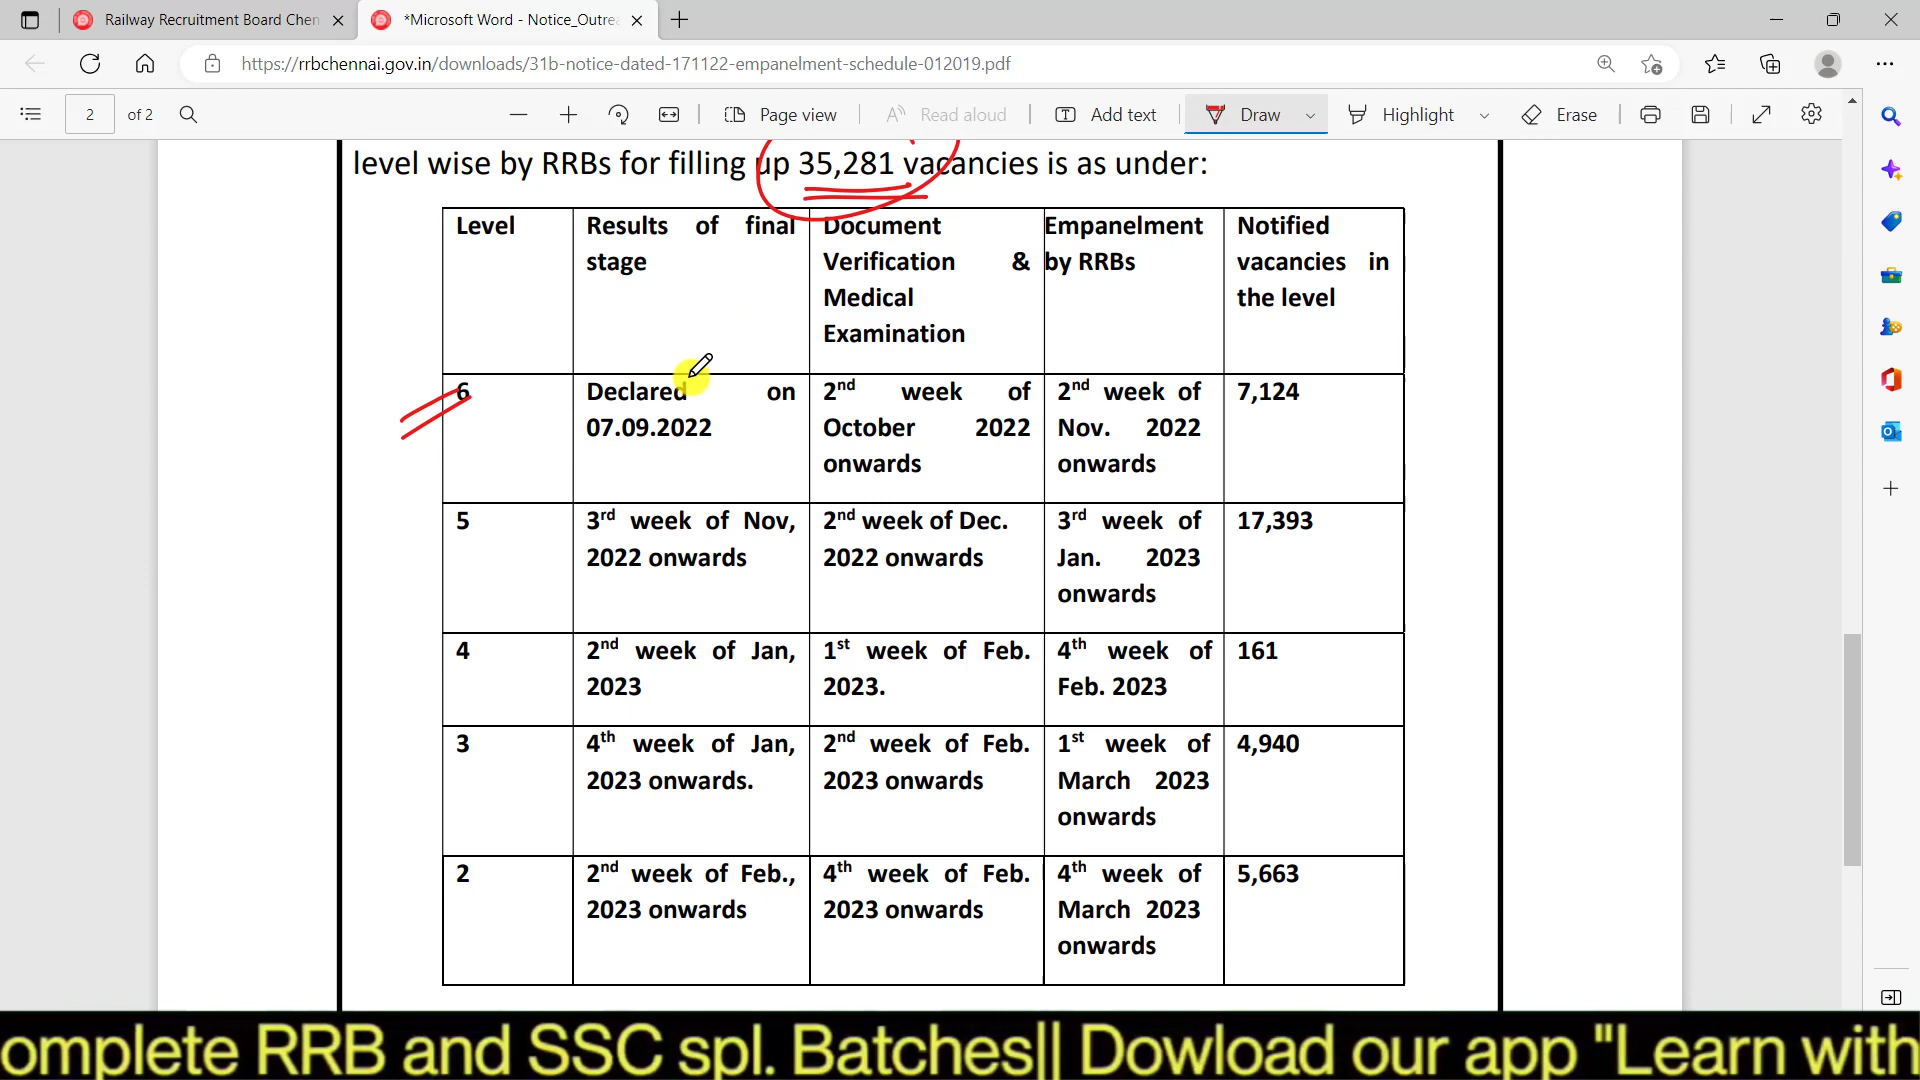 Railway Recruitment Board Chen
*Microsoft Word - Notice_Outrea
https://rrbchennai.gov.in/downloads/31b-notice-dated-171122-empanelment-schedule-012019.pdf
2 of 2
Page view
Read aloud
Add text
Draw
Highlight
Erase
level wise by RRBs for filling up 35,281 vacancies is as under:
Level
Results of final
stage
Document
Verification &
Medical
Examination
Empanelment
by RRBs
Notified
vacancies in
the level
6
Declared on
07.09.2022
2nd week of
October 2022
onwards
2nd week of
Nov. 2022
onwards
7,124
5
3rd week of Nov,
2022 onwards
2nd week of Dec.
2022 onwards
3rd week of
Jan. 2023
onwards
17,393
4
2nd week of Jan,
2023
1st week of Feb.
2023.
4th week of
Feb. 2023
161
3
4th week of Jan,
2023 onwards.
2nd week of Feb.
2023 onwards
1st week of
March 2023
onwards
4,940
2
2nd week of Feb.,
2023 onwards
4th week of Feb.
2023 onwards
4th week of
March 2023
onwards
5,663
omplete RRB and SSC spl. Batches|| Dowload our app "Learn with